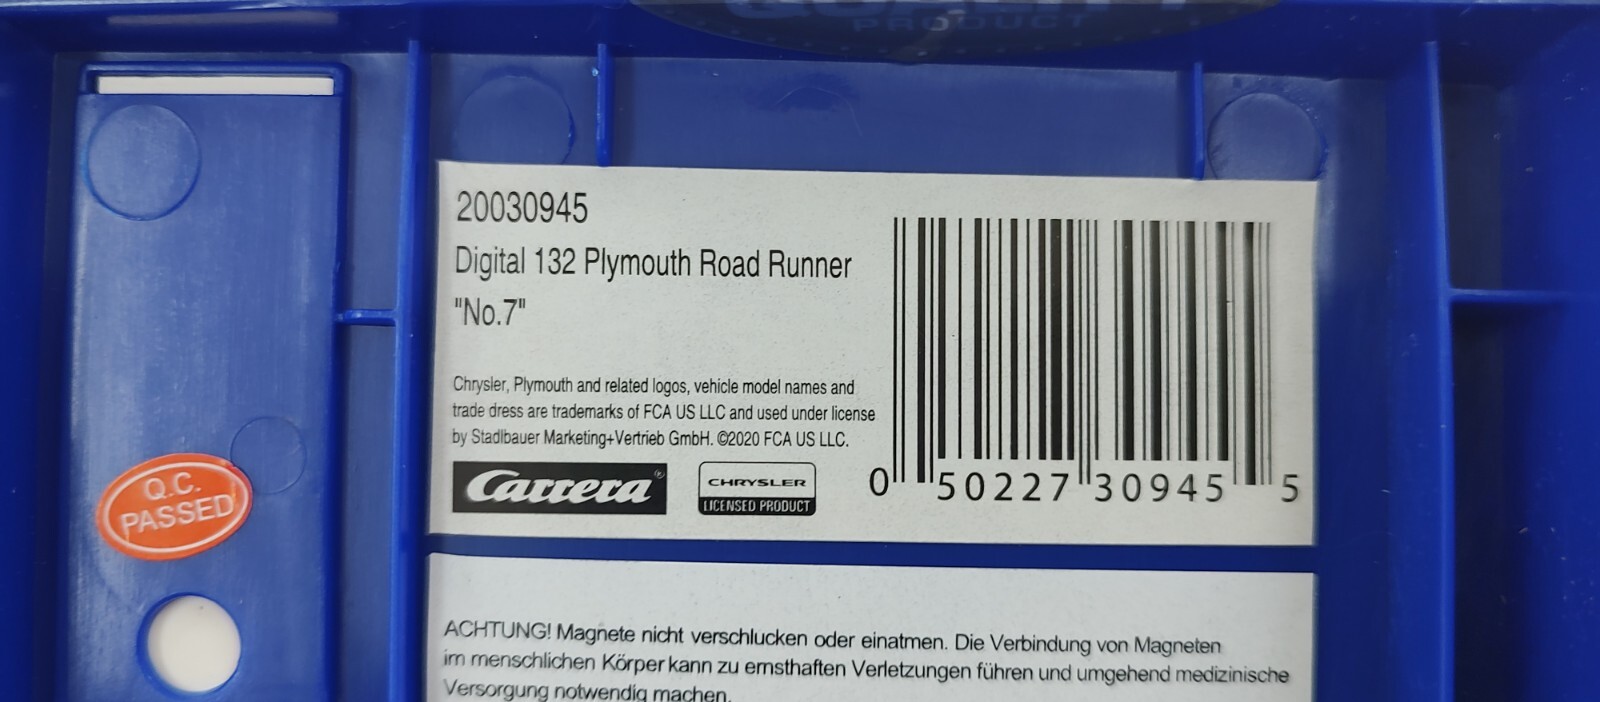 PRODUCT
20030945
Digital 132 Plymouth Road Runner
"No.7"
Chrysler, Plymouth and related logos, vehicle model names and
trade dress are trademarks of FCA US LLC and used under license
by Stadlbauer Marketing+Vertrieb GmbH. ©2020 FCA US LLC.
Carrera®
CHRYSLER
LICENSED PRODUCT
0 50227 30945 5
Q.C.
PASSED
ACHTUNG! Magnete nicht verschlucken oder einatmen. Die Verbindung von Magneten
im menschlichen Körper kann zu ernsthaften Verletzungen führen und umgehend medizinische
Versorgung notwendig machen.